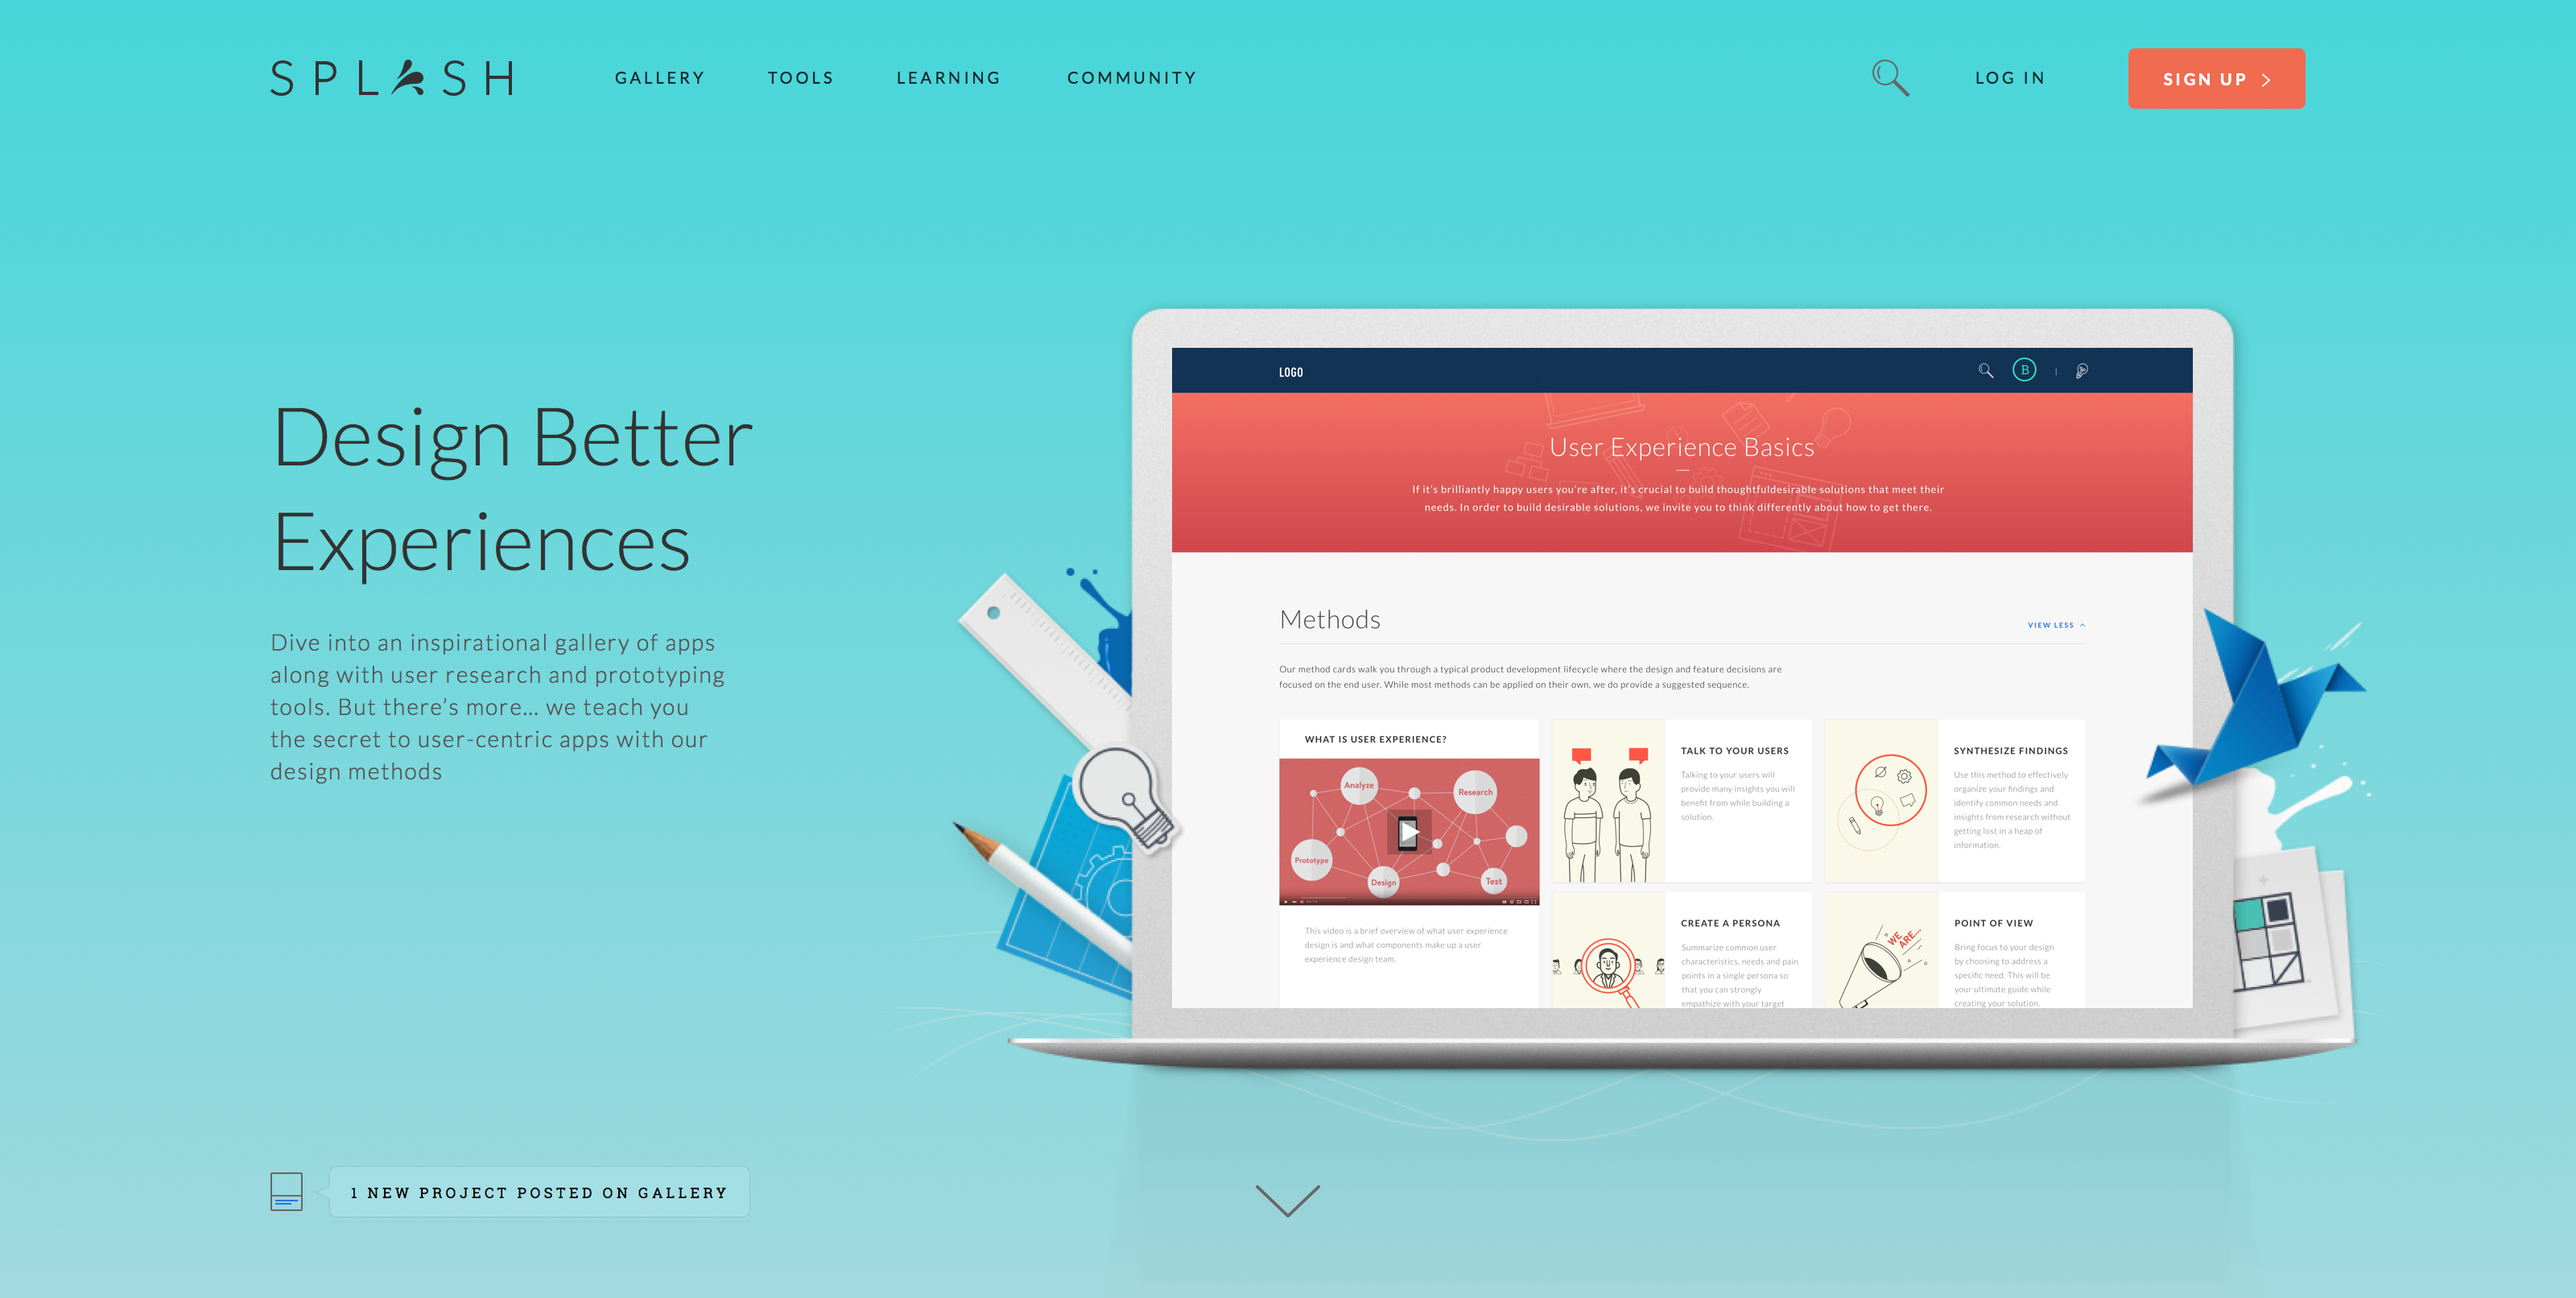 SPLASH
GALLERY
TOOLS
LEARNING
COMMUNITY
LOG IN
SIGN UP
Design Better
Experiences
Dive into an inspirational gallery of apps
along with user research and prototyping
tools. But there's more... we teach you
the secret to user-centric apps with our
design methods
LOGO
B
User Experience Basics
If it's brilliantly happy users you're after, it's crucial to build thoughtfuldesirable solutions that meet their
needs. In order to build desirable solutions, we invite you to think differently about how to get there.
Methods
VIEW LESS
Our method cards walk you through a typical product development lifecycle where the design and feature decisions are
focused on the end user. While most methods can be applied on their own, we do provide a suggested sequence.
WHAT IS USER EXPERIENCE?
Analyze
Research
Prototype
Design
Test
This video is a brief overview of what user experience
design is and what components make up a user
experience design team.
TALK TO YOUR USERS
Talking to your users will
provide many insights you will
benefit from while building a
solution.
SYNTHESIZE FINDINGS
Use this method to effectively
organize your findings and
identify common needs and
insights from research without
getting lost in a heap of
information.
CREATE A PERSONA
Summarize common user
characteristics, needs and pain
points in a single persona so
that you can strongly
empathize with your target
WE
ARE...
POINT OF VIEW
Bring focus to your design
by choosing to address a
specific need. This will be
your ultimate guide while
creating your solution.
1 NEW PROJECT POSTED ON GALLERY